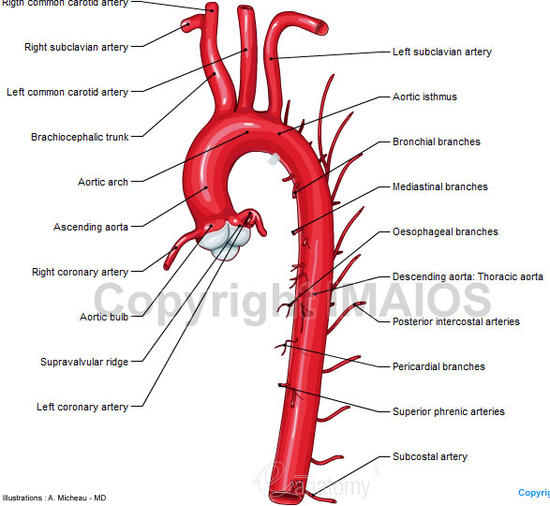 Rigth common carotid artery
Right subclavian artery
Left subclavian artery
Left common carotid artery
Aortic isthmus
Brachiocephalic trunk
Bronchial branches
Aortic arch
Mediastinal branches
Ascending aorta
Oesophageal branches
Right coronary artery
Descending aorta: Thoracic aorta
Copyright IMAIOS
Aortic bulb
Posterior intercostal arteries
Supravalvular ridge
Pericardial branches
Left coronary artery
Superior phrenic arteries
Subcostal artery
e anatomy 3
Illustrations : A. Micheau - MD
Copyri